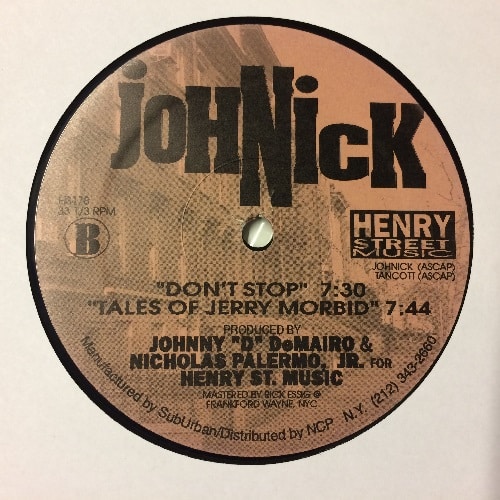 JOHNICK
HS178
33 1/3 RPM
B
HENRY
STREET
MUSIC
JOHNICK (ASCAP)
TANCOTT (ASCAP)
"DON'T STOP" 7:30
"TALES OF JERRY MORBID" 7:44
PRODUCED BY
JOHNNY "D" DeMAIRO &
NICHOLAS PALERMO, JR. FOR
HENRY ST. MUSIC
MASTERED BY RICK ESSIG @
FRANKFORD WAYNE, NYC.
Manufactured by SubUrban/Distributed by NCP N.Y. (212) 343-2660